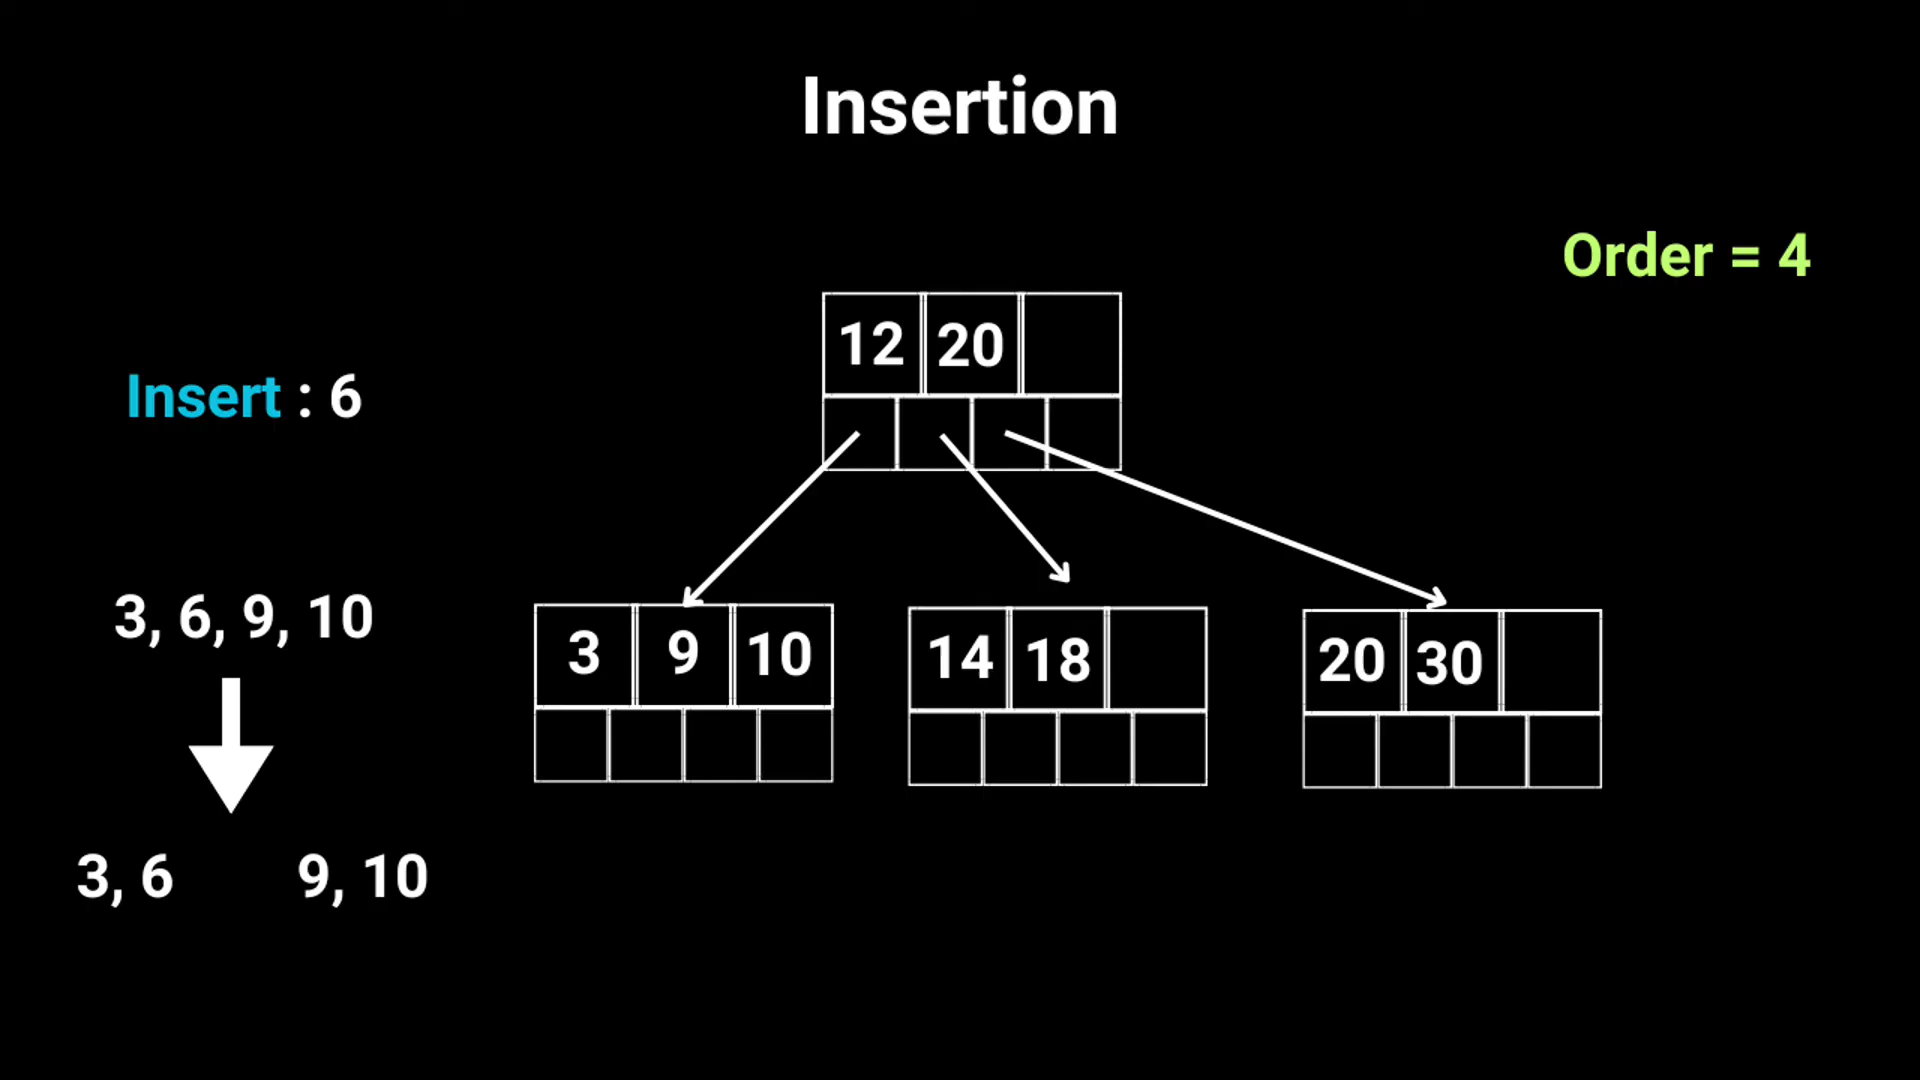 Insertion
Order = 4
12 20
Insert : 6
3, 6, 9, 10
3 9 10
14 18
20 30
3, 6
9, 10